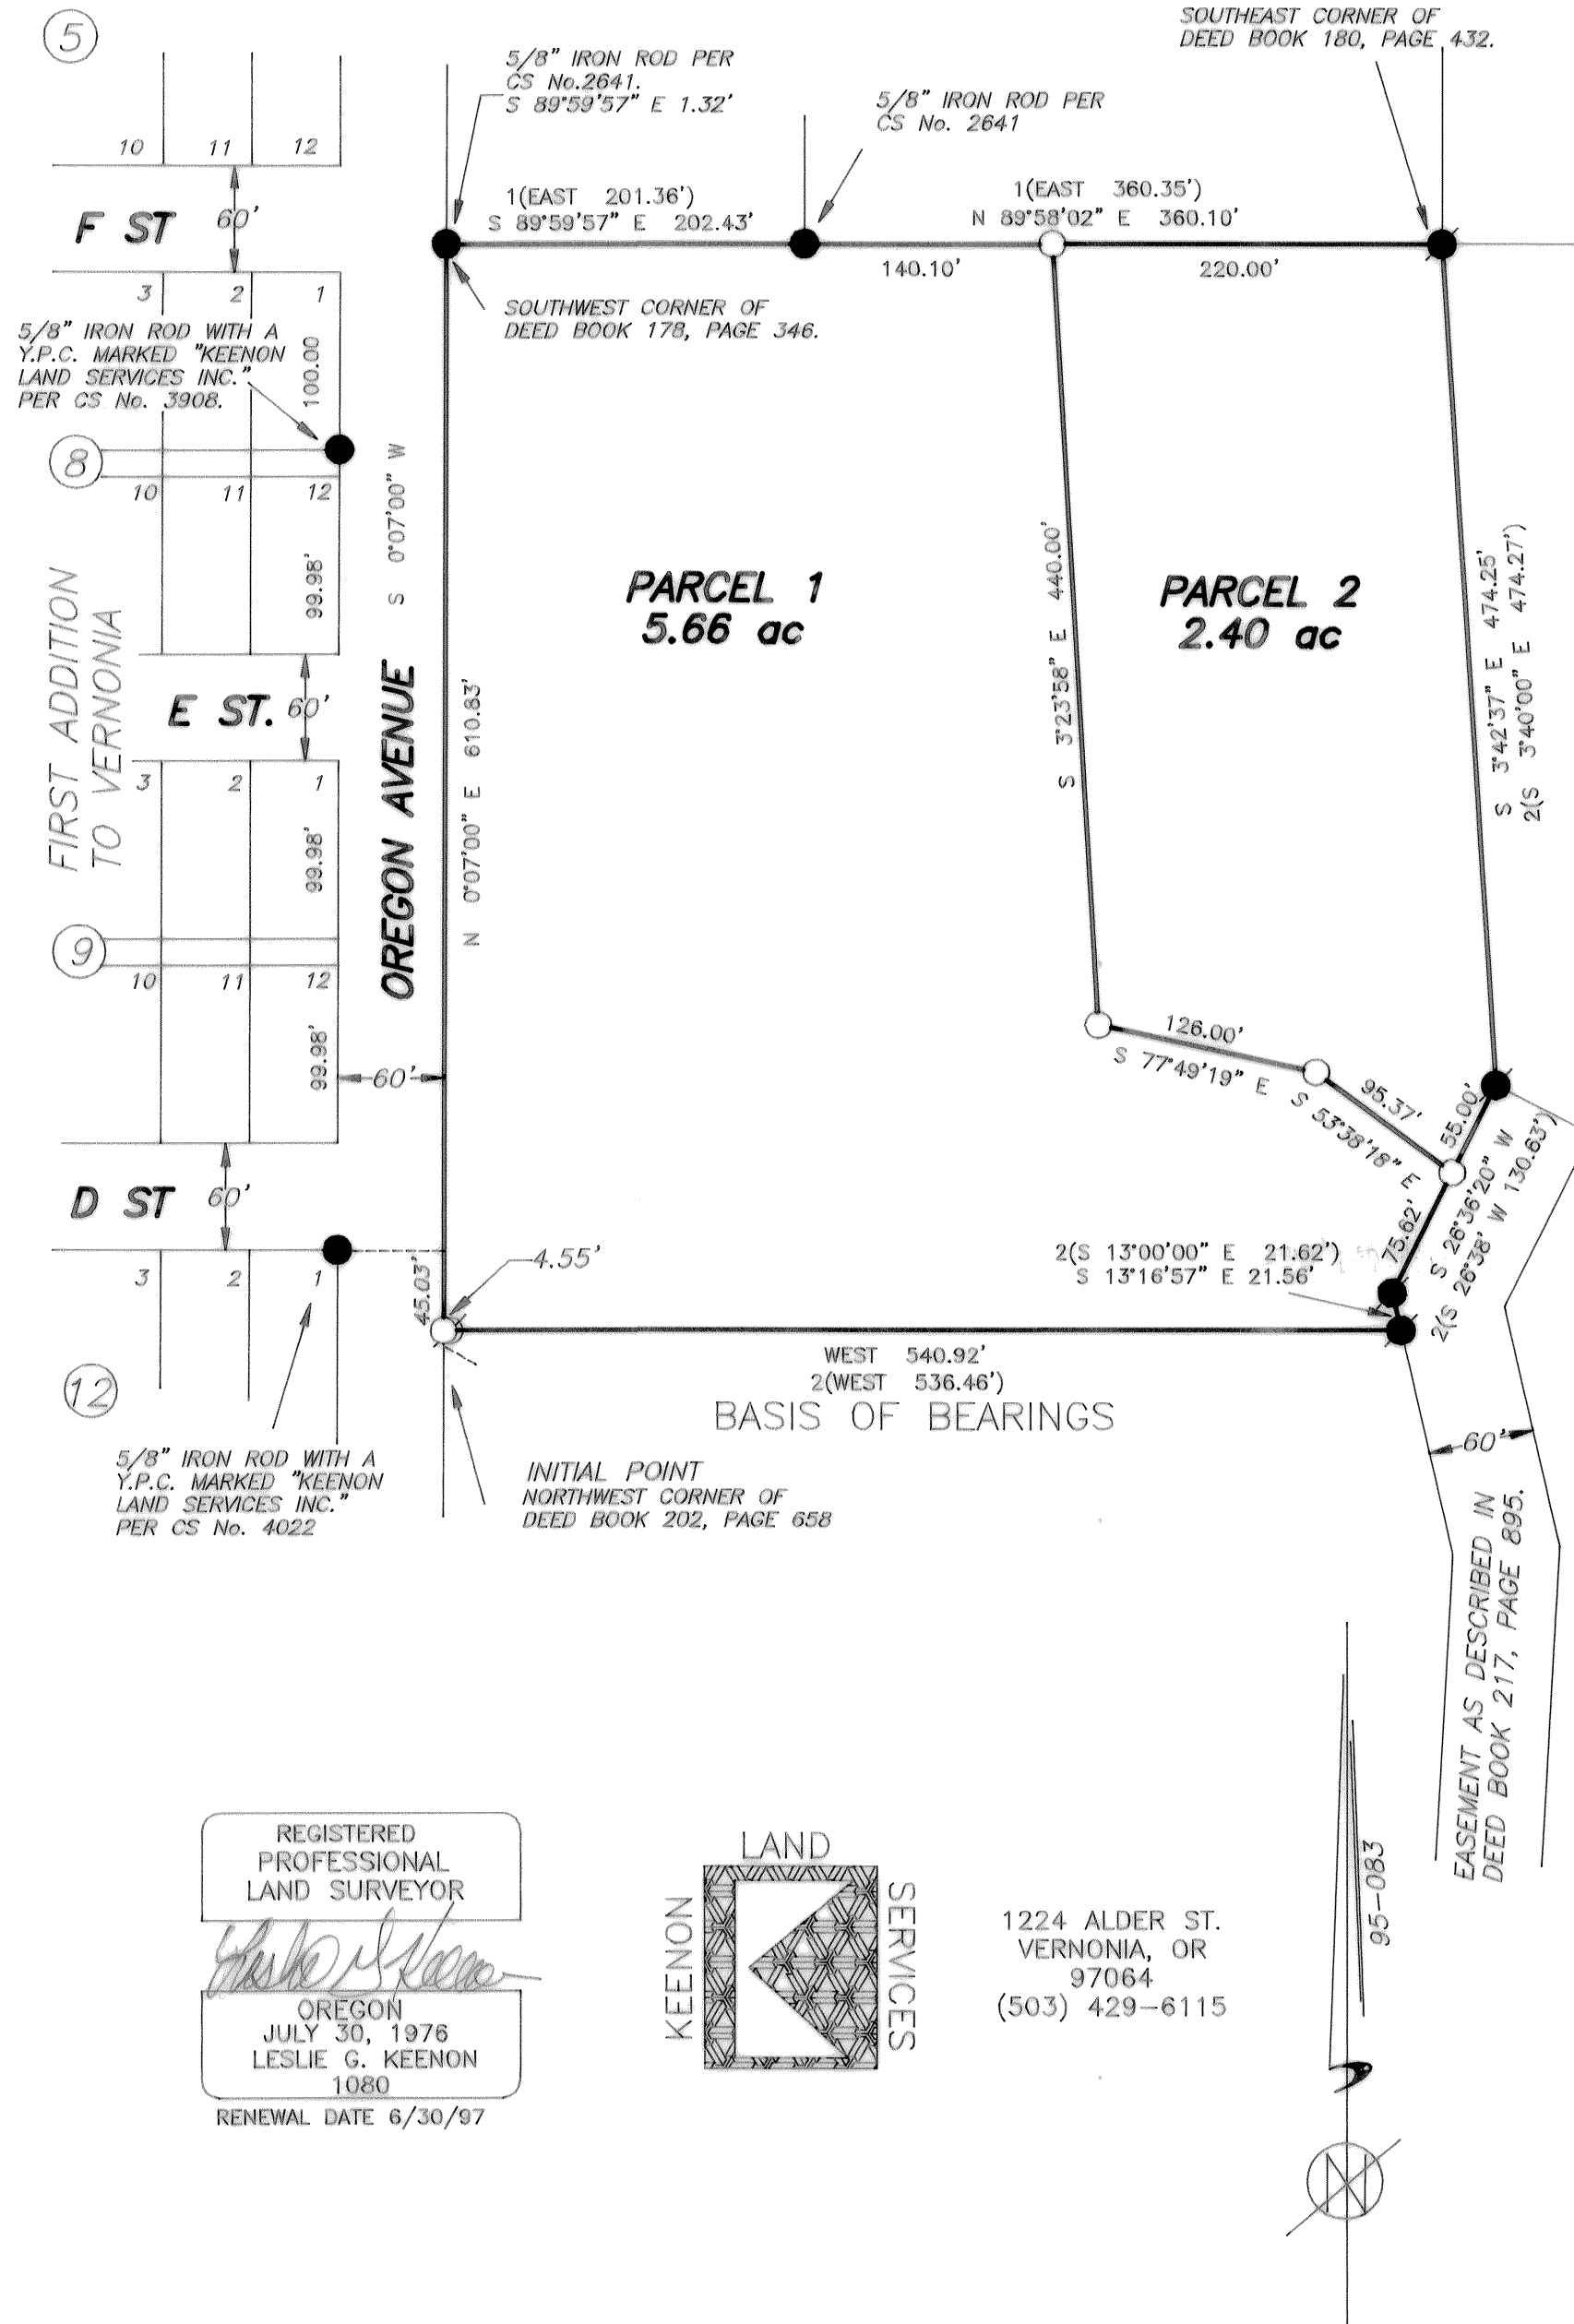 5
SOUTHEAST CORNER OF
DEED BOOK 180, PAGE 432.
5/8" IRON ROD PER
CS No.2641.
S 89°59'57" E 1.32'
5/8" IRON ROD PER
CS No. 2641
10 11 12
F ST 60'
1(EAST 201.36')
S 89°59'57" E 202.43'
1(EAST 360.35')
N 89°58'02" E 360.10'
140.10'
220.00'
3 2 1
SOUTHWEST CORNER OF
DEED BOOK 178, PAGE 346.
5/8" IRON ROD WITH A
Y.P.C. MARKED "KEENON
LAND SERVICES INC."
PER CS No. 3908.
100.00
8
10 11 12
S 0°07'00" W
99.98'
FIRST ADDITION
TO VERNONIA
PARCEL 1
5.66 ac
PARCEL 2
2.40 ac
S 3°23'58" E 440.00'
S 3°42'37" E 474.25'
2(S 3°40'00" E 474.27')
E ST. 60'
OREGON AVENUE
N 0°07'00" E 610.83'
3 2 1
99.98'
9
10 11 12
99.98'
60'
126.00'
S 77°49'19" E
95.37'
S 53°38'18" E
55.00'
75.62'
S 26°36'20" W
2(S 26°38' W 130.63')
D ST 60'
3 2 1
45.03'
4.55'
2(S 13°00'00" E 21.62')
S 13°16'57" E 21.56'
WEST 540.92'
2(WEST 536.46')
BASIS OF BEARINGS
12
5/8" IRON ROD WITH A
Y.P.C. MARKED "KEENON
LAND SERVICES INC."
PER CS No. 4022
INITIAL POINT
NORTHWEST CORNER OF
DEED BOOK 202, PAGE 658
60'
EASEMENT AS DESCRIBED IN
DEED BOOK 217, PAGE 895.
REGISTERED
PROFESSIONAL
LAND SURVEYOR
Leslie G Keenon
OREGON
JULY 30, 1976
LESLIE G. KEENON
1080
RENEWAL DATE 6/30/97
KEENON
LAND
SERVICES
1224 ALDER ST.
VERNONIA, OR
97064
(503) 429-6115
95-083
N